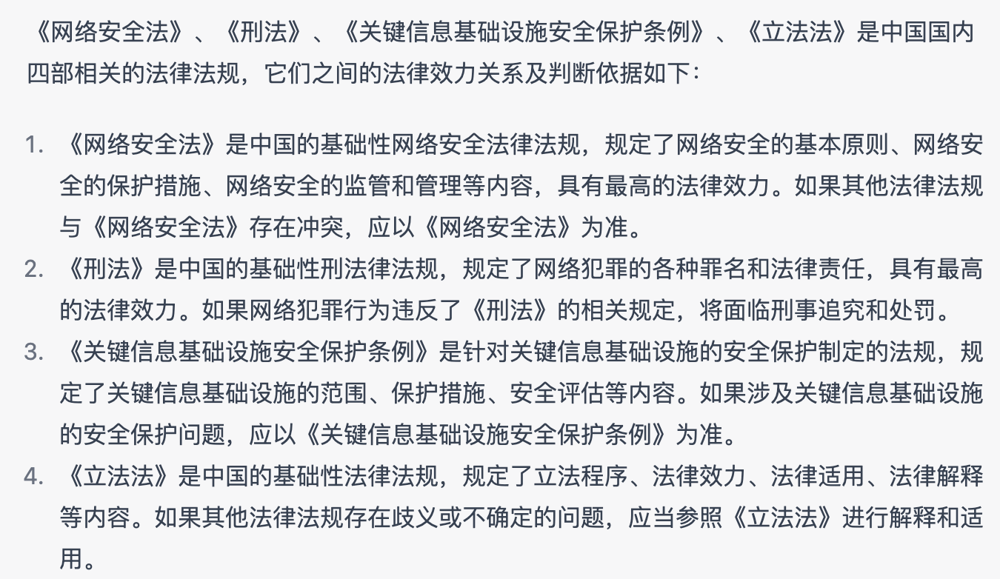 《网络安全法》、《刑法》、《关键信息基础设施安全保护条例》、《立法法》是中国国内
四部相关的法律法规，它们之间的法律效力关系及判断依据如下：
1. 《网络安全法》是中国的基础性网络安全法律法规，规定了网络安全的基本原则、网络安
全的保护措施、网络安全的监管和管理等内容，具有最高的法律效力。如果其他法律法规
与《网络安全法》存在冲突，应以《网络安全法》为准。
2. 《刑法》是中国的基础性刑法律法规，规定了网络犯罪的各种罪名和法律责任，具有最高
的法律效力。如果网络犯罪行为违反了《刑法》的相关规定，将面临刑事追究和处罚。
3. 《关键信息基础设施安全保护条例》是针对关键信息基础设施的安全保护制定的法规，规
定了关键信息基础设施的范围、保护措施、安全评估等内容。如果涉及关键信息基础设施
的安全保护问题，应以《关键信息基础设施安全保护条例》为准。
4. 《立法法》是中国的基础性法律法规，规定了立法程序、法律效力、法律适用、法律解释
等内容。如果其他法律法规存在歧义或不确定的问题，应当参照《立法法》进行解释和适
用。